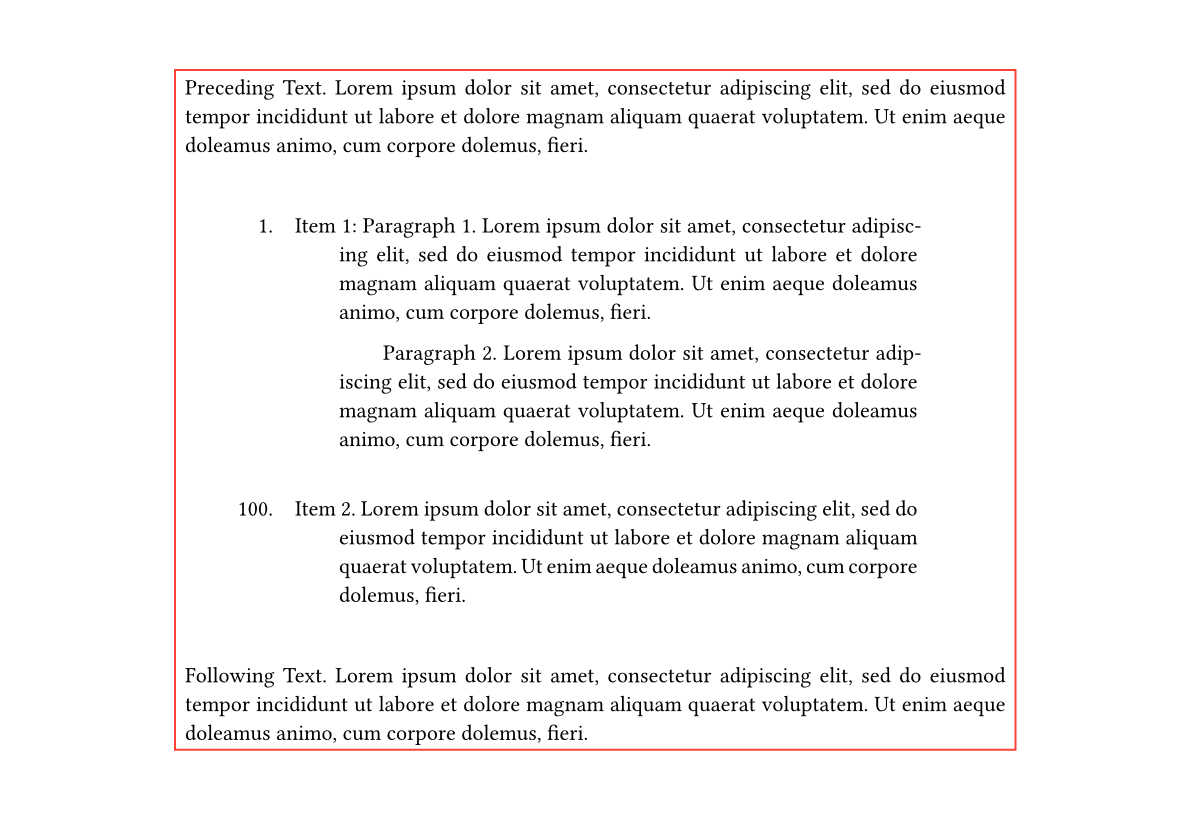 Preceding Text. Lorem ipsum dolor sit amet, consectetur adipiscing elit, sed do eiusmod
tempor incididunt ut labore et dolore magnam aliquam quaerat voluptatem. Ut enim aeque
doleamus animo, cum corpore dolemus, fieri.
1. Item 1: Paragraph 1. Lorem ipsum dolor sit amet, consectetur adipisc-
ing elit, sed do eiusmod tempor incididunt ut labore et dolore
magnam aliquam quaerat voluptatem. Ut enim aeque doleamus
animo, cum corpore dolemus, fieri.
Paragraph 2. Lorem ipsum dolor sit amet, consectetur adip-
iscing elit, sed do eiusmod tempor incididunt ut labore et dolore
magnam aliquam quaerat voluptatem. Ut enim aeque doleamus
animo, cum corpore dolemus, fieri.
100. Item 2. Lorem ipsum dolor sit amet, consectetur adipiscing elit, sed do
eiusmod tempor incididunt ut labore et dolore magnam aliquam
quaerat voluptatem. Ut enim aeque doleamus animo, cum corpore
dolemus, fieri.
Following Text. Lorem ipsum dolor sit amet, consectetur adipiscing elit, sed do eiusmod
tempor incididunt ut labore et dolore magnam aliquam quaerat voluptatem. Ut enim aeque
doleamus animo, cum corpore dolemus, fieri.